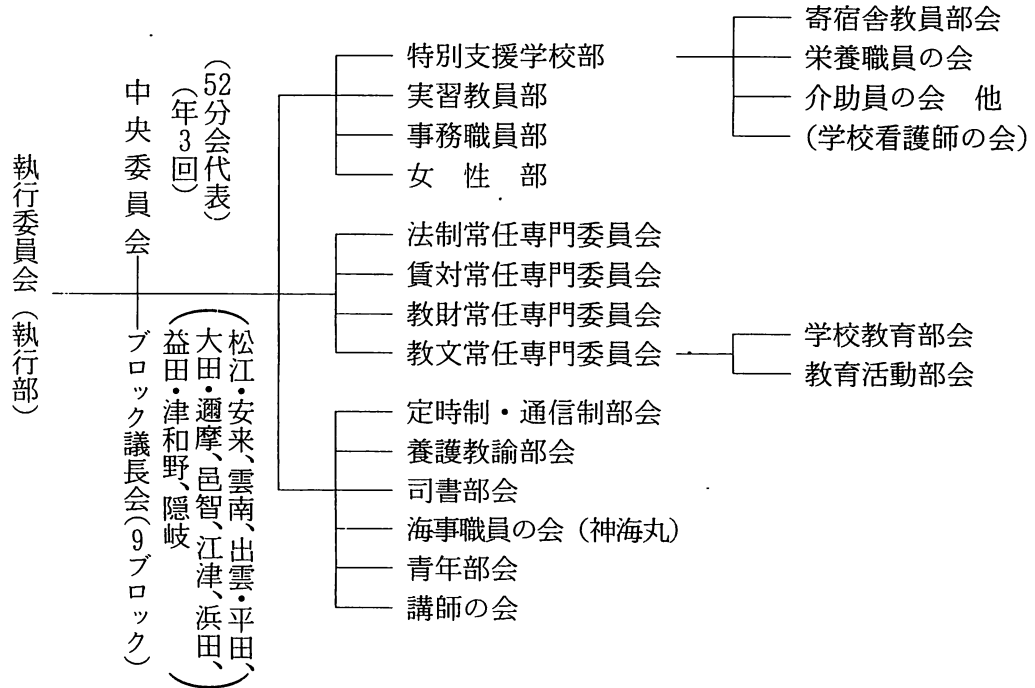 執行委員会（執行部）
中央委員会
(52分会代表)
(年3回)
ブロック議長会(9ブロック)
(松江・安来、雲南、出雲・平田、
大田・邇摩、邑智、江津、浜田、
益田・津和野、隠岐)
特別支援学校部
実習教員部
事務職員部
女　性　部
寄宿舎教員部会
栄養職員の会
介助員の会　他
(学校看護師の会)
法制常任専門委員会
賃対常任専門委員会
教財常任専門委員会
教文常任専門委員会
学校教育部会
教育活動部会
定時制・通信制部会
養護教諭部会
司書部会
海事職員の会（神海丸）
青年部会
講師の会